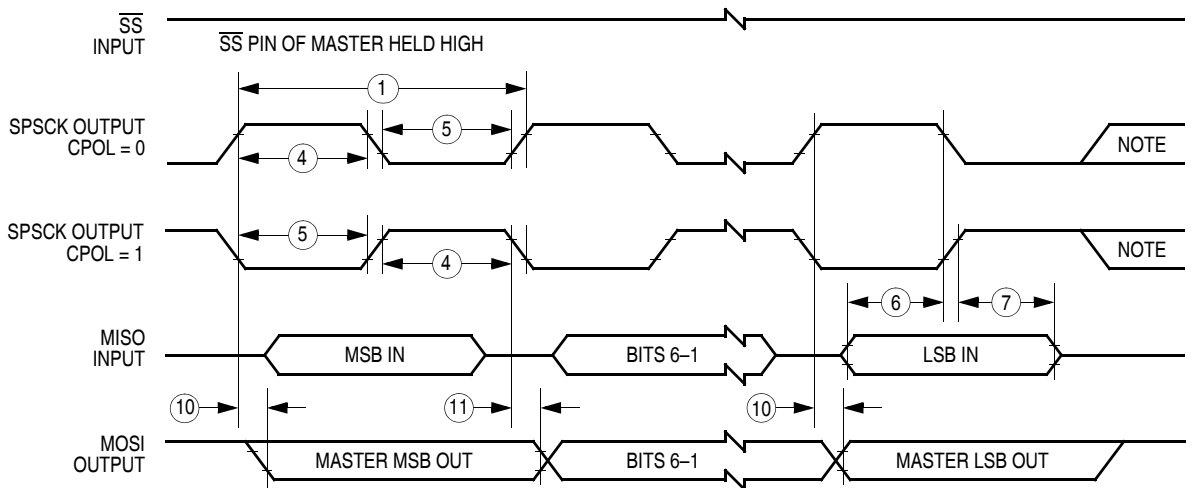 SS
INPUT
SS PIN OF MASTER HELD HIGH
1
SPSCK OUTPUT
CPOL = 0
5
4
NOTE
SPSCK OUTPUT
CPOL = 1
5
4
NOTE
6
7
MISO
INPUT
MSB IN
BITS 6–1
LSB IN
10
11
10
MOSI
OUTPUT
MASTER MSB OUT
BITS 6–1
MASTER LSB OUT